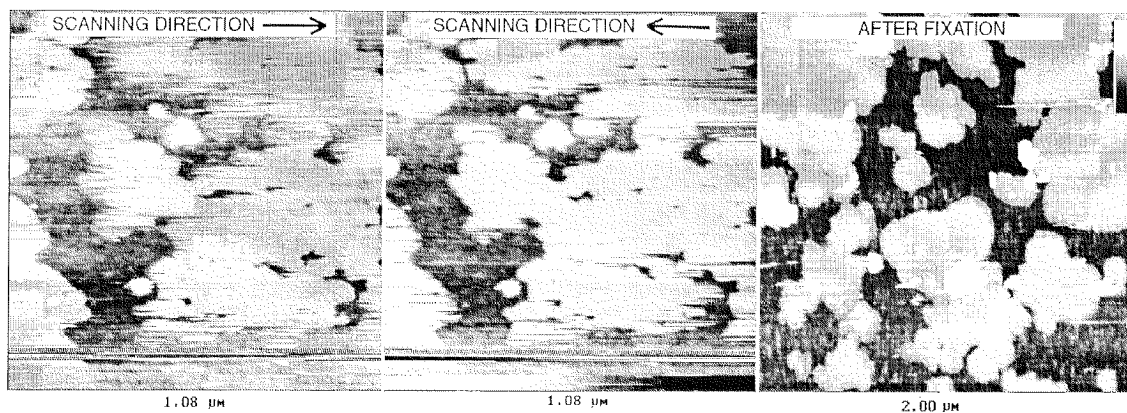 SCANNING DIRECTION →
SCANNING DIRECTION ←
AFTER FIXATION
1.08 µM
1.08 µM
2.00 µM